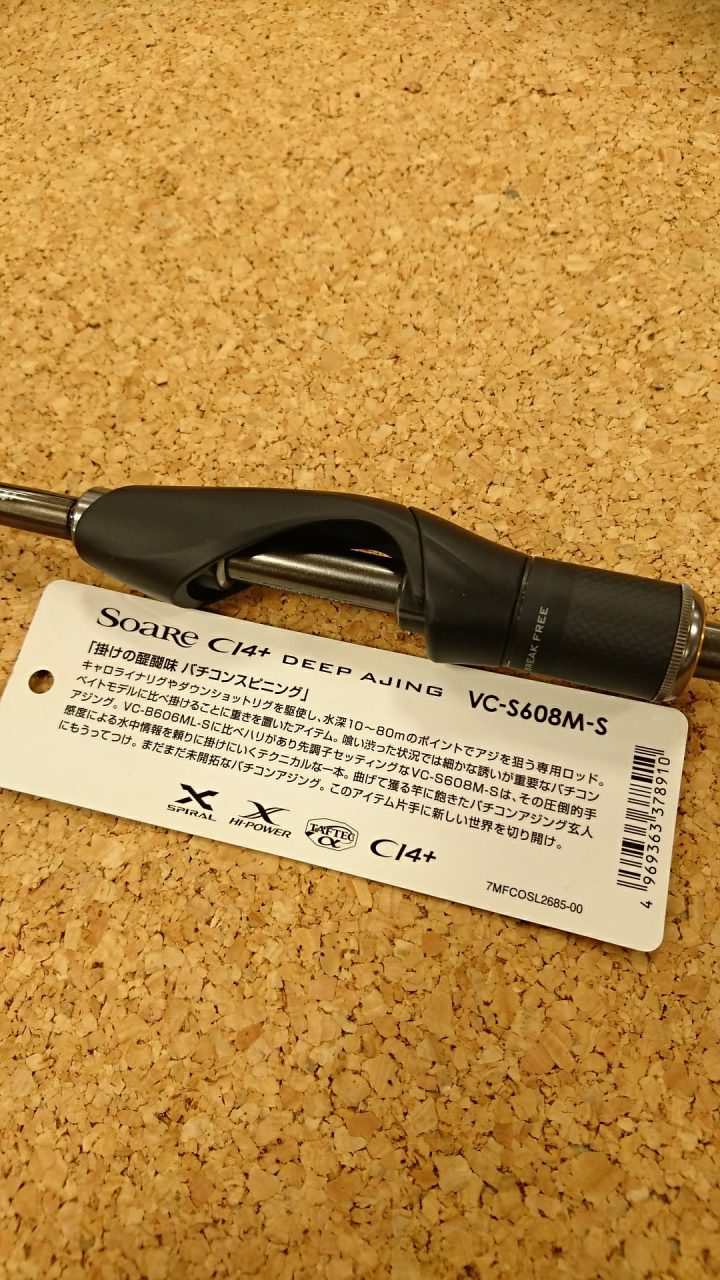 BREAK FREE
SOARE CI4+ DEEP AJING VC-S608M-S
「掛けの醍醐味 バチコンスピニング」
キャロライナリグやダウンショットリグを駆使し、水深10～80mのポイントでアジを狙う専用ロッド。
ベイトモデルに比べ掛けることに重きを置いたアイテム。喰い渋った状況では細かな誘いが重要なバチコン
アジング。VC-B606ML-Sに比べハリがあり先調子セッティングなVC-S608M-Sは、その圧倒的手
感度による水中情報を頼りに掛けにいくテクニカルな一本。曲げて獲る竿に飽きたバチコンアジング玄人
にもうってつけ。まだまだ未開拓なバチコンアジング。このアイテム片手に新しい世界を切り開け。
X SPIRAL X HI-POWER TAFTEC α CI4+
7MFCOSL2685-00
4 969363 378910